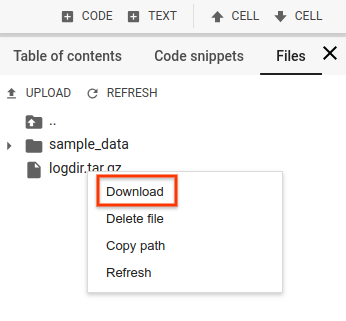 CODE TEXT CELL CELL
Table of contents Code snippets Files
UPLOAD REFRESH
..
sample_data
logdir.tar.gz
Download
Delete file
Copy path
Refresh